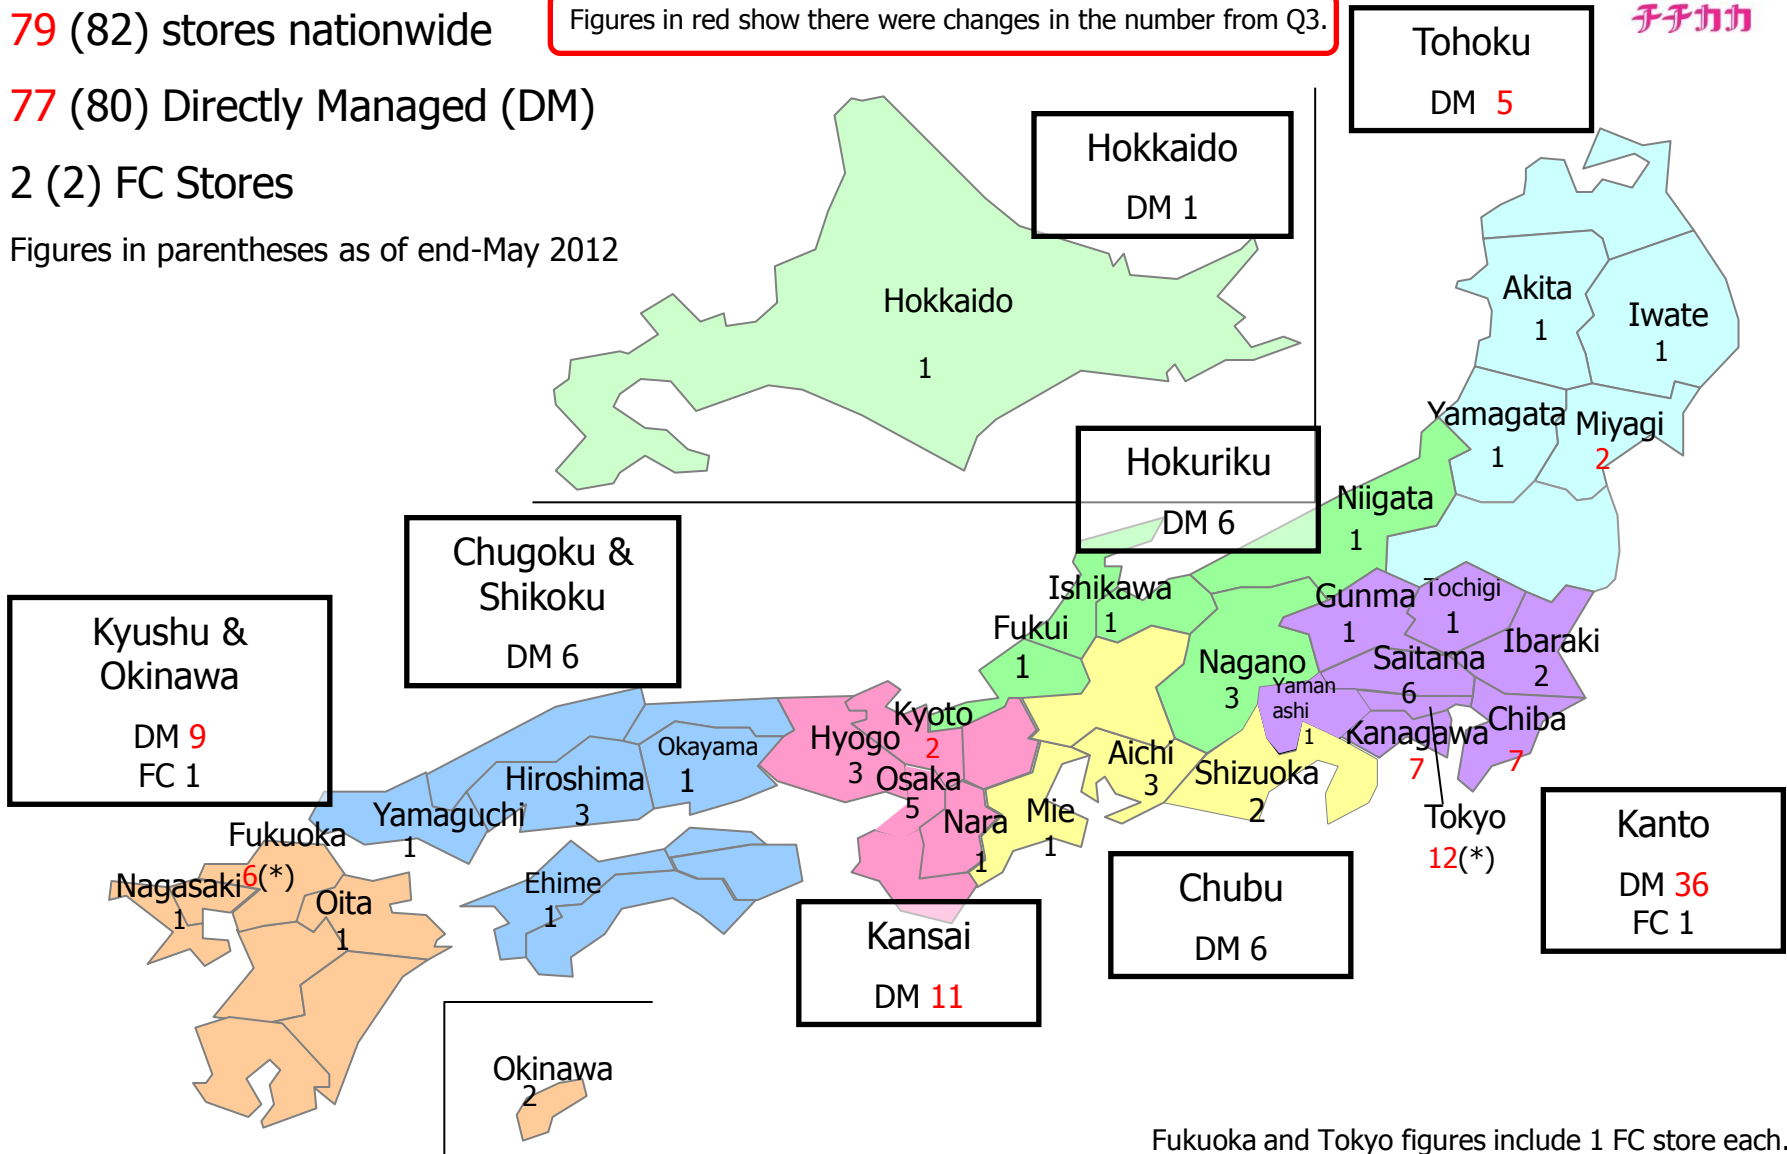 79 (82) stores nationwide
Figures in red show there were changes in the number from Q3.
チチカカ
77 (80) Directly Managed (DM)
2 (2) FC Stores
Figures in parentheses as of end-May 2012
Tohoku
DM 5
Hokkaido
DM 1
Hokkaido
1
Akita
1
Iwate
1
Yamagata
1
Miyagi
2
Hokuriku
DM 6
Niigata
1
Ishikawa
1
Fukui
1
Nagano
3
Chugoku &
Shikoku
DM 6
Kyushu &
Okinawa
DM 9
FC 1
Gunma
1
Tochigi
1
Ibaraki
2
Saitama
6
Yaman
ashi
1
Kanagawa
7
Chiba
7
Tokyo
12(*)
Kanto
DM 36
FC 1
Kyoto
2
Hyogo
3
Osaka
5
Nara
1
Mie
1
Aichi
3
Shizuoka
2
Chubu
DM 6
Kansai
DM 11
Okayama
1
Hiroshima
3
Yamaguchi
1
Ehime
1
Fukuoka
6(*)
Nagasaki
1
Oita
1
Okinawa
2
Fukuoka and Tokyo figures include 1 FC store each.